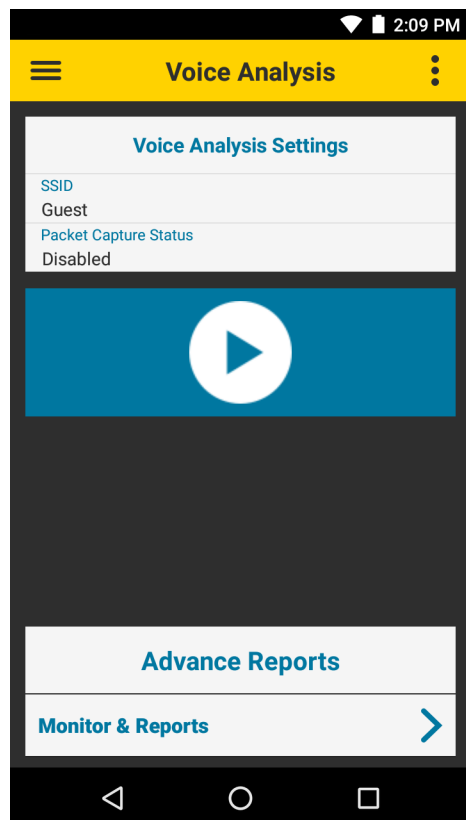 2:09 PM
Voice Analysis
Voice Analysis Settings
SSID
Guest
Packet Capture Status
Disabled
Advance Reports
Monitor & Reports